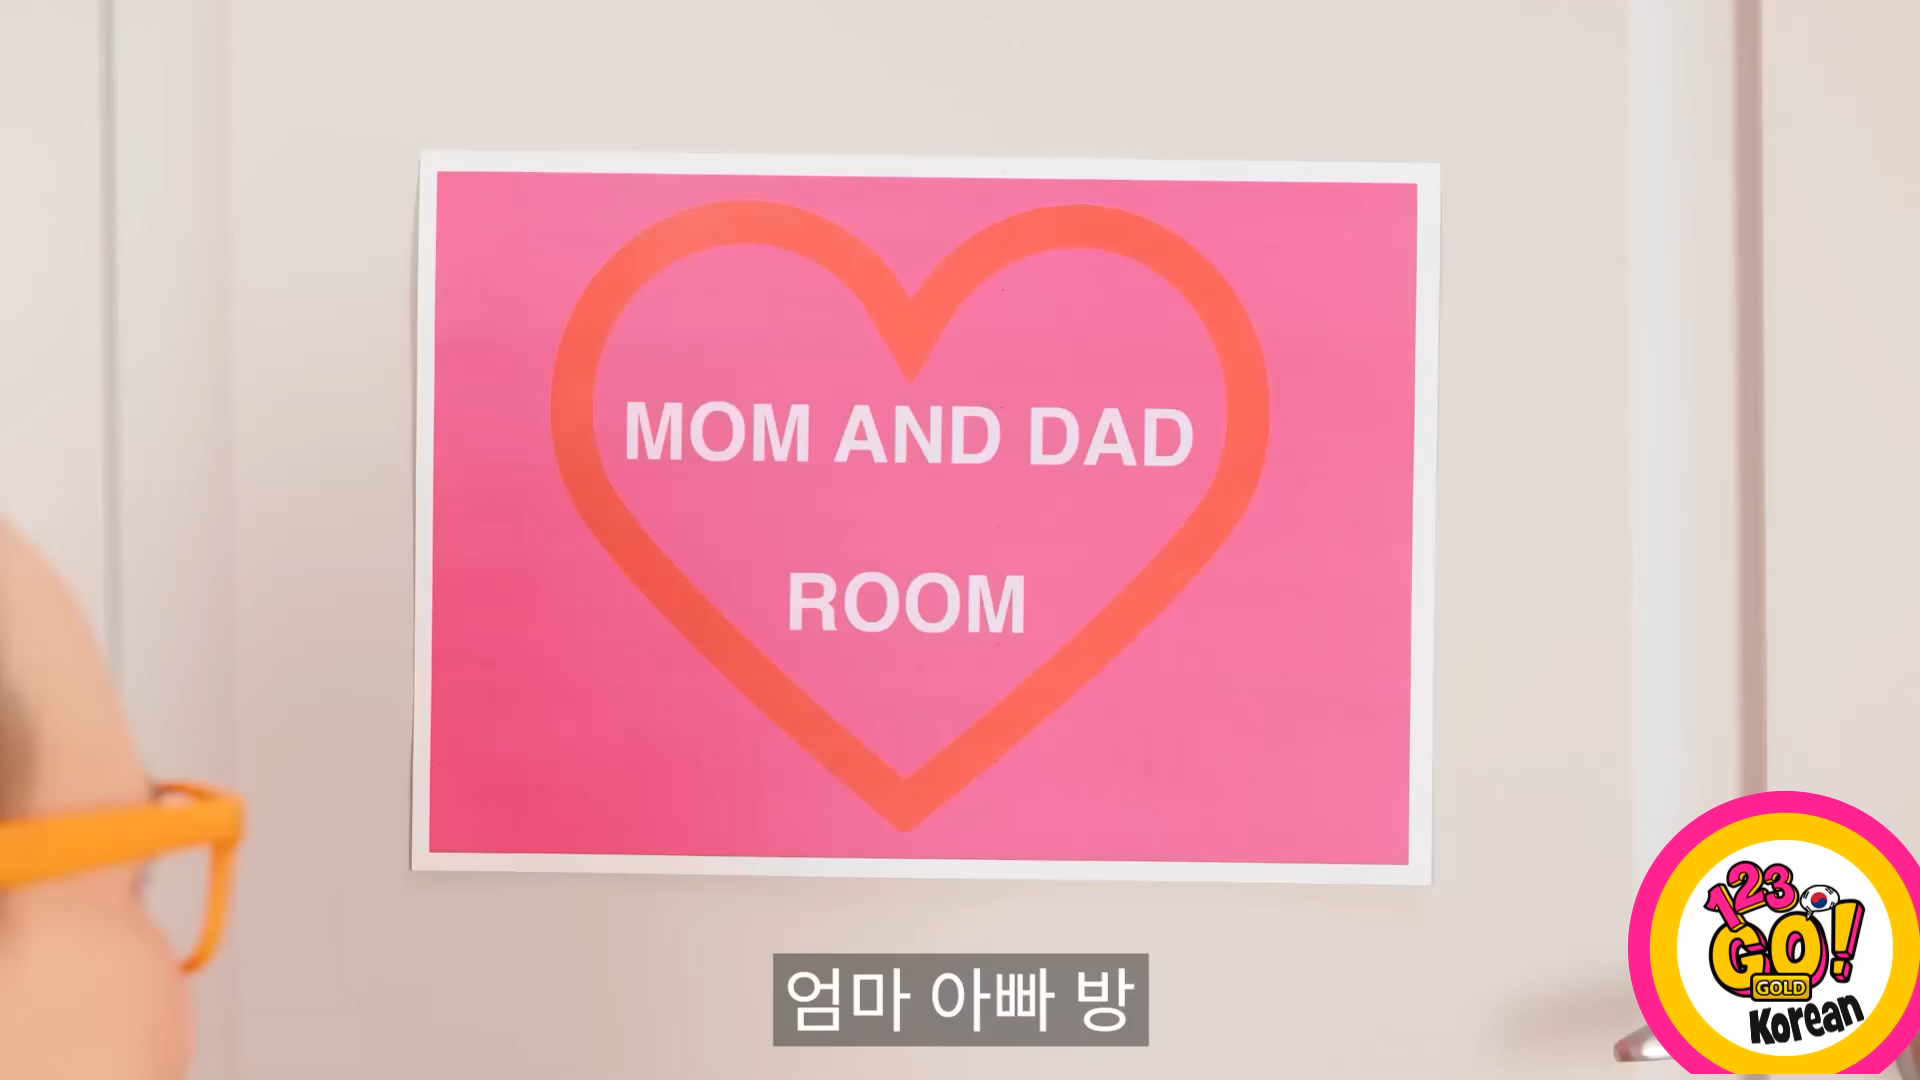 MOM AND DAD
ROOM
엄마 아빠 방
123
GO!
GOLD
Korean